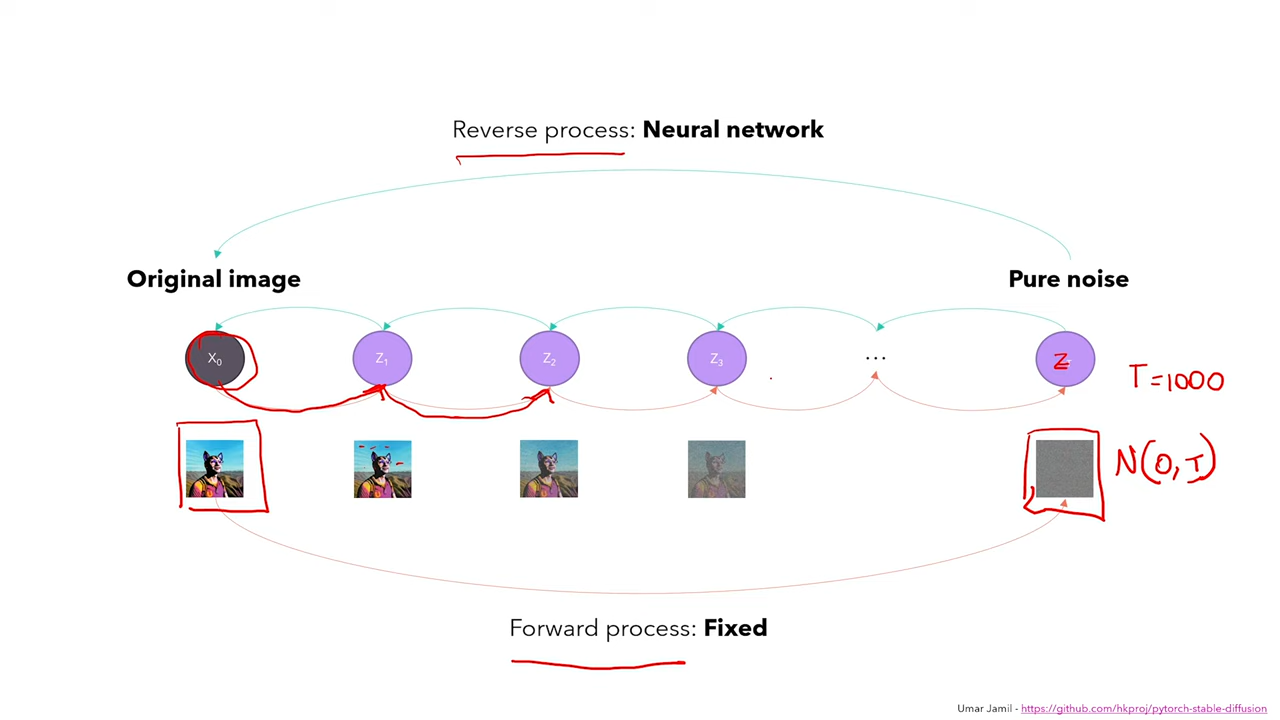 Reverse process: Neural network
Original image
Pure noise
X0
Z1
Z2
Z3
...
Z
T=1000
N(0, I)
Forward process: Fixed
Umar Jamil - https://github.com/hkproj/pytorch-stable-diffusion